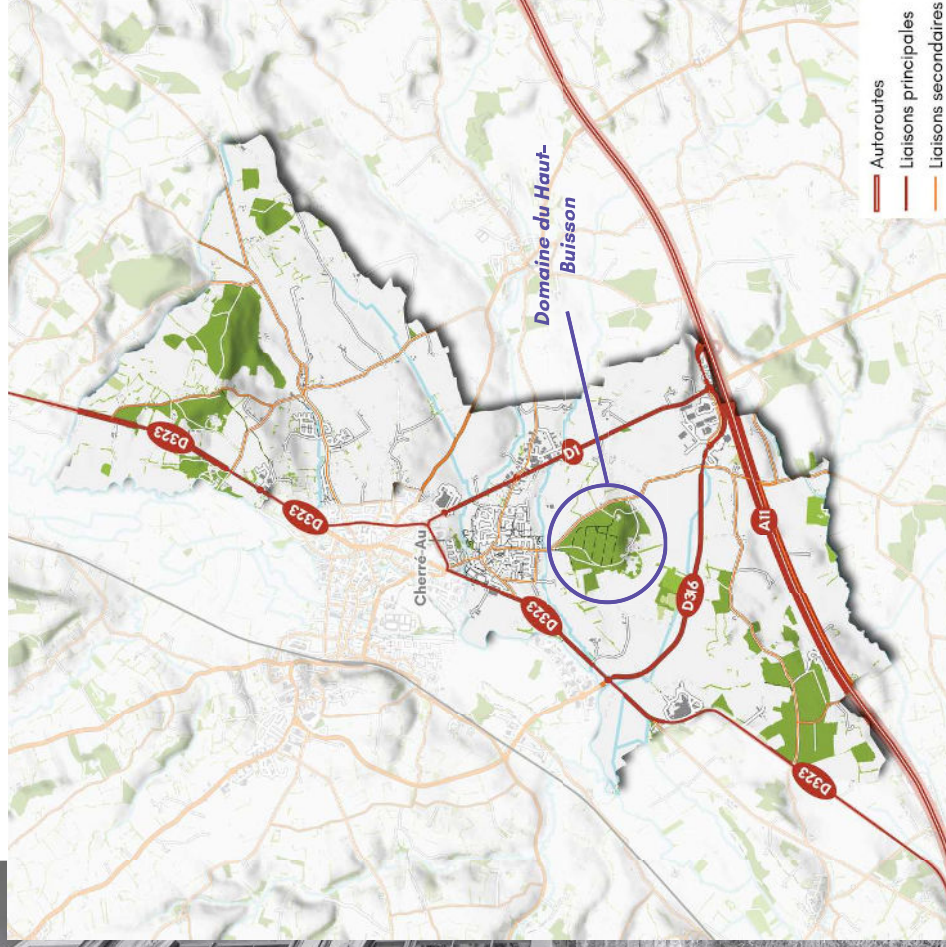 D323
D323
Cherré-Au
D1
D323
D316
A11
D323
Domaine du Haut-
Buisson
Autoroutes
Liaisons principales
Liaisons secondaires